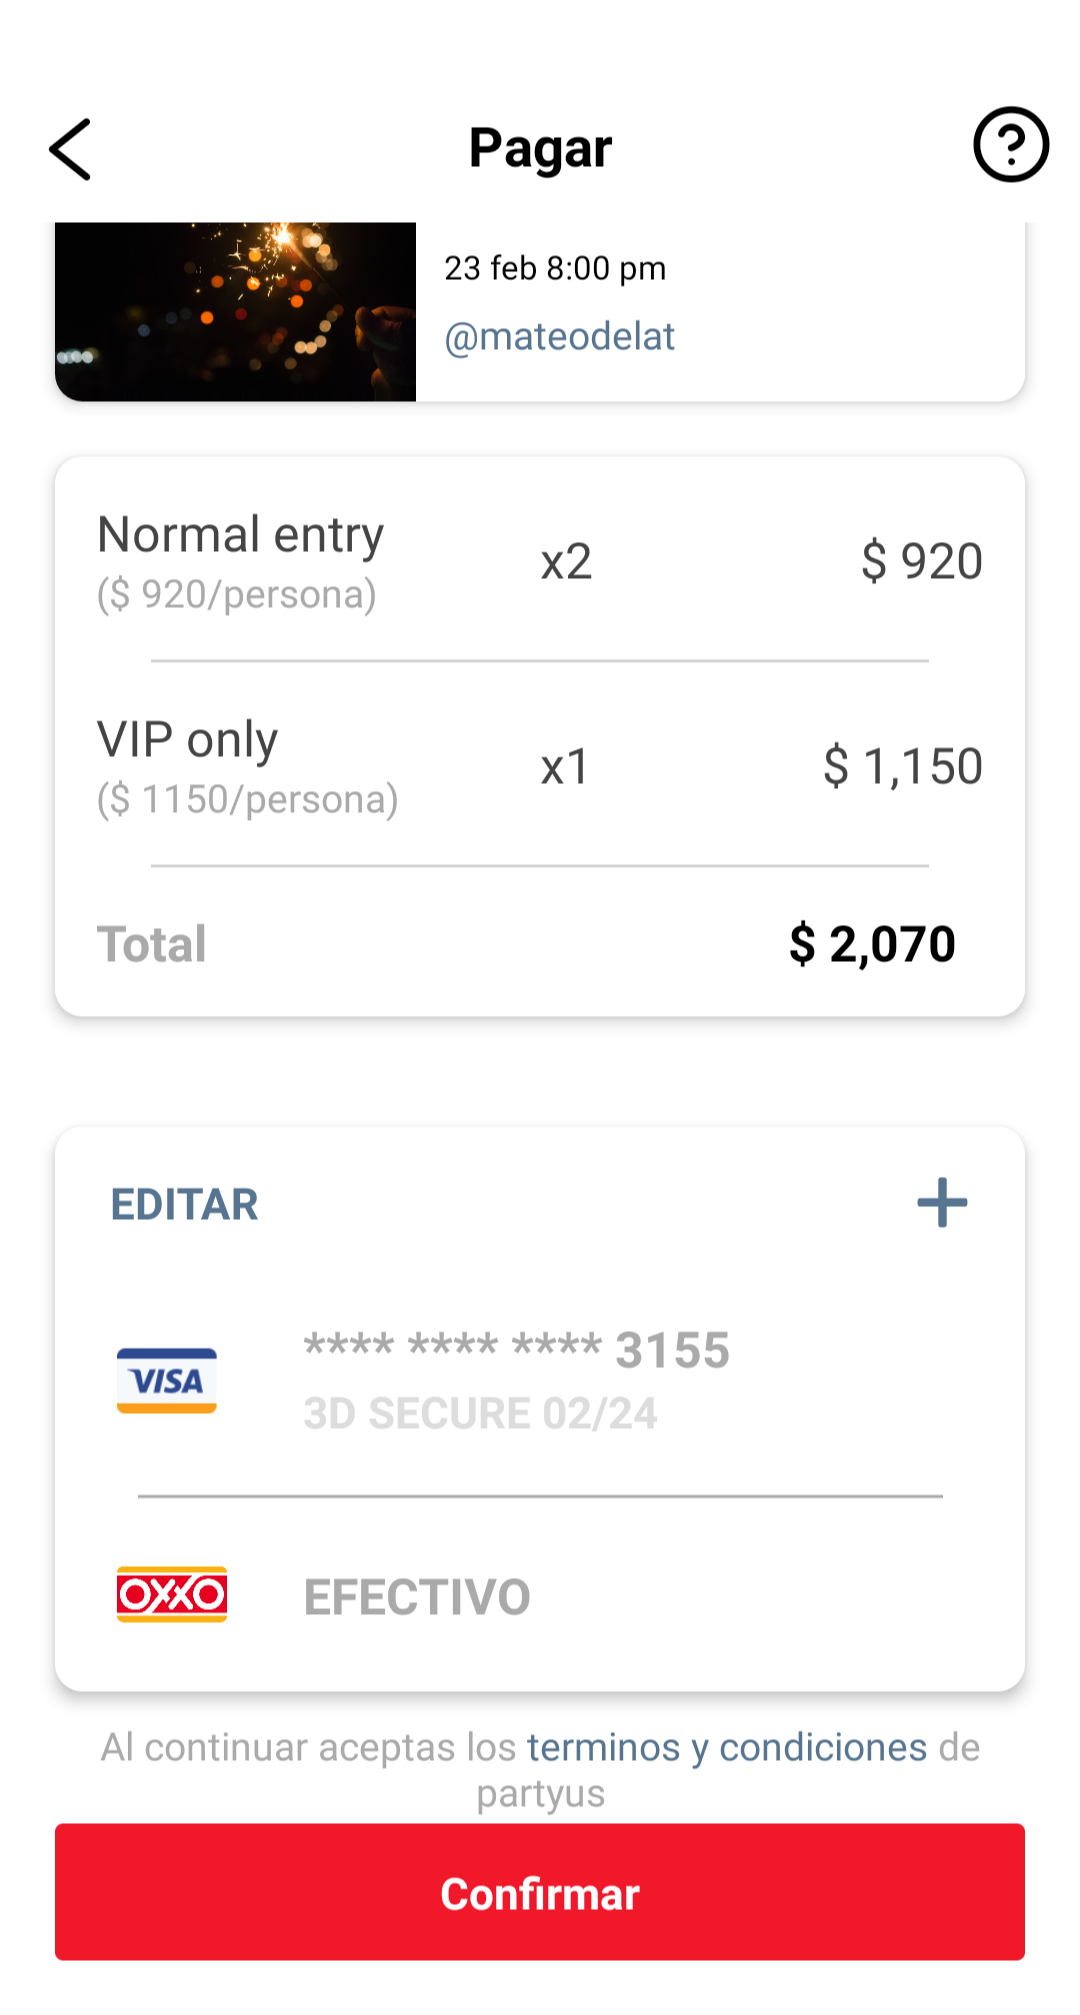 Pagar
?
23 feb 8:00 pm
@mateodelat
Normal entry
($ 920/persona)
x2
$ 920
VIP only
($ 1150/persona)
x1
$ 1,150
Total
$ 2,070
EDITAR
VISA
**** **** **** 3155
3D SECURE 02/24
OXXO
EFECTIVO
Al continuar aceptas los terminos y condiciones de
partyus
Confirmar